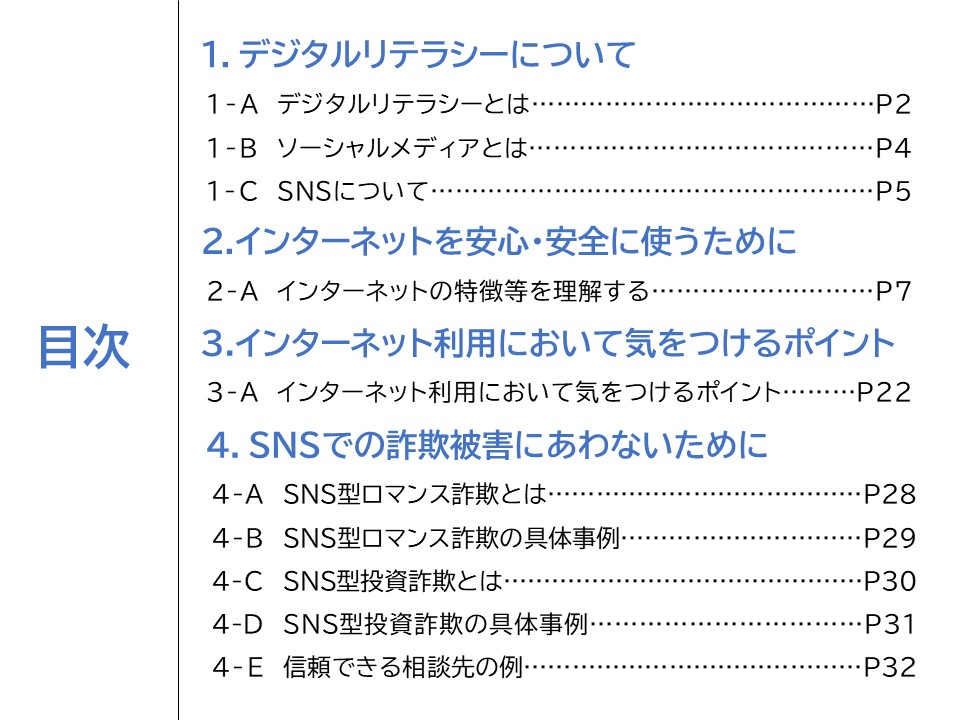 目次
1. デジタルリテラシーについて
1-A デジタルリテラシーとは……………………………………P2
1-B ソーシャルメディアとは……………………………………P4
1-C SNSについて………………………………………………P5
2.インターネットを安心・安全に使うために
2-A インターネットの特徴等を理解する………………………P7
3.インターネット利用において気をつけるポイント
3-A インターネット利用において気をつけるポイント………P22
4. SNSでの詐欺被害にあわないために
4-A SNS型ロマンス詐欺とは…………………………………P28
4-B SNS型ロマンス詐欺の具体事例…………………………P29
4-C SNS型投資詐欺とは………………………………………P30
4-D SNS型投資詐欺の具体事例……………………………P31
4-E 信頼できる相談先の例……………………………………P32